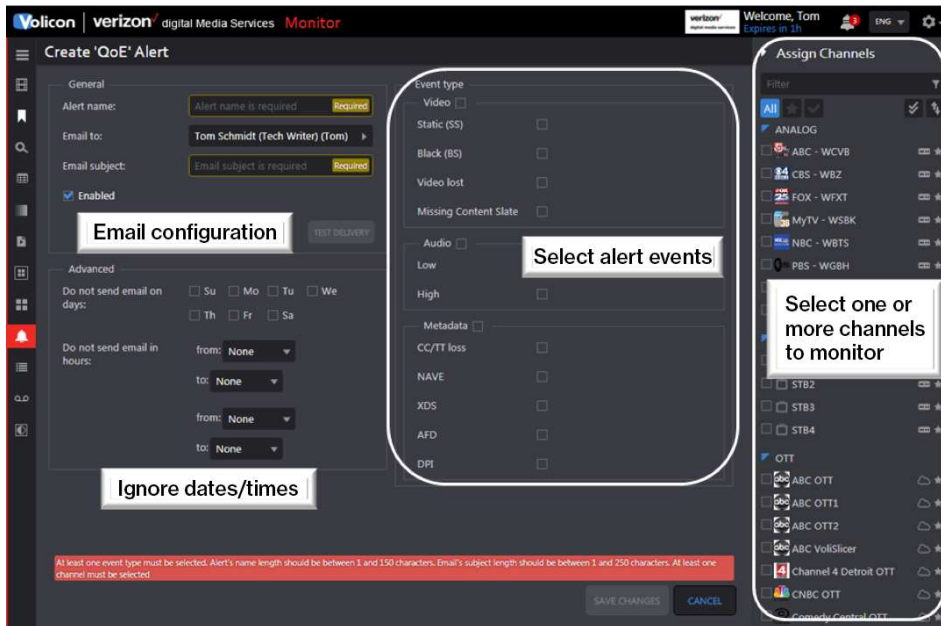 Volicon verizon✓ digital Media Services Monitor
verizon✓
digital media services
Welcome, Tom
Expires in 1h
3
ENG
Create 'QoE' Alert
General
Alert name:
Alert name is required
Required
Email to:
Tom Schmidt (Tech Writer) (Tom)
Email subject:
Email subject is required
Required
Enabled
Email configuration
TEST DELIVERY
Advanced
Do not send email on
days:
Su Mo Tu We
Th Fr Sa
Do not send email in
hours:
from: None
to: None
from: None
to: None
Ignore dates/times
Event type
Video
Static (SS)
Black (BS)
Video lost
Missing Content Slate
Audio
Low
Select alert events
High
Metadata
CC/TT loss
NAVE
XDS
AFD
DPI
Assign Channels
Filter
All
ANALOG
ABC - WCVB
CBS - WBZ
FOX - WFXT
MyTV - WSBK
NBC - WBTS
PBS - WGBH
Select one or
more channels
to monitor
STB2
STB3
STB4
OTT
ABC OTT
ABC OTT1
ABC OTT2
ABC VoliSlicer
Channel 4 Detroit OTT
CNBC OTT
Comedy Central OTT
At least one event type must be selected. Alert's name length should be between 1 and 150 characters. Email's subject length should be between 1 and 250 characters. At least one
channel must be selected
SAVE CHANGES
CANCEL